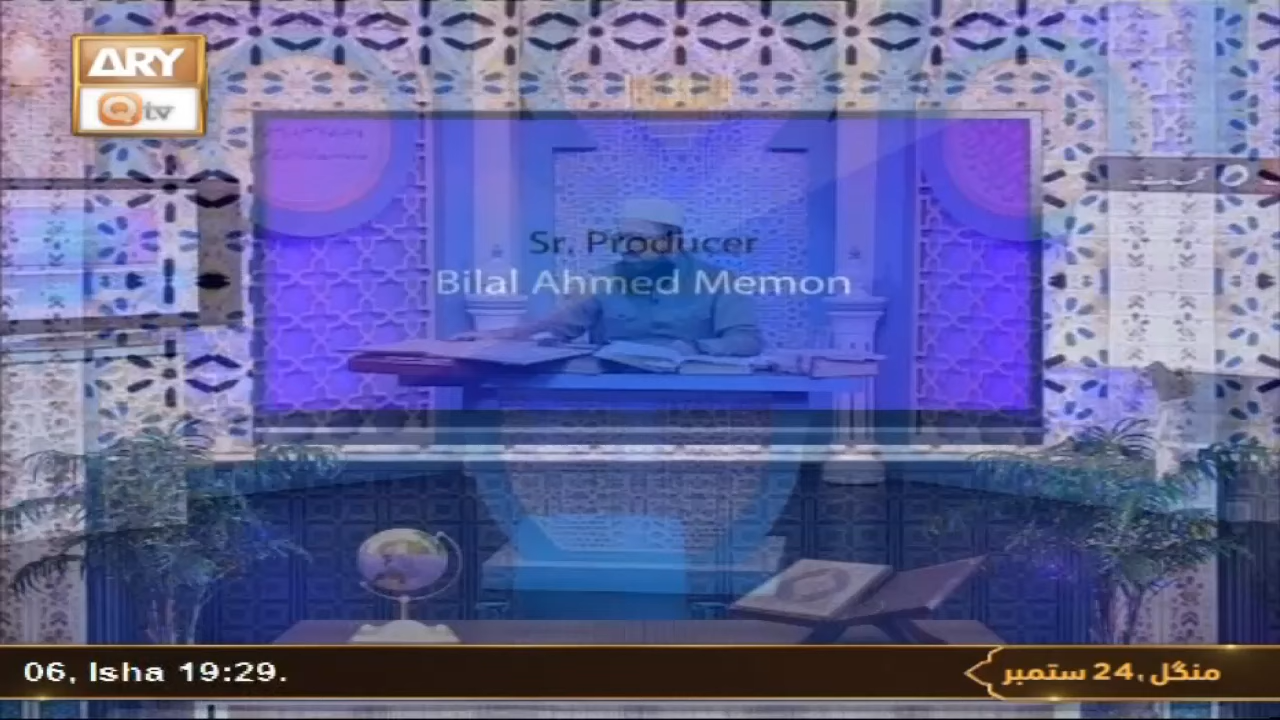 ARY
Qtv
Sr. Producer
Bilal Ahmed Memon
06, Isha 19:29.
منگل، 24 ستمبر